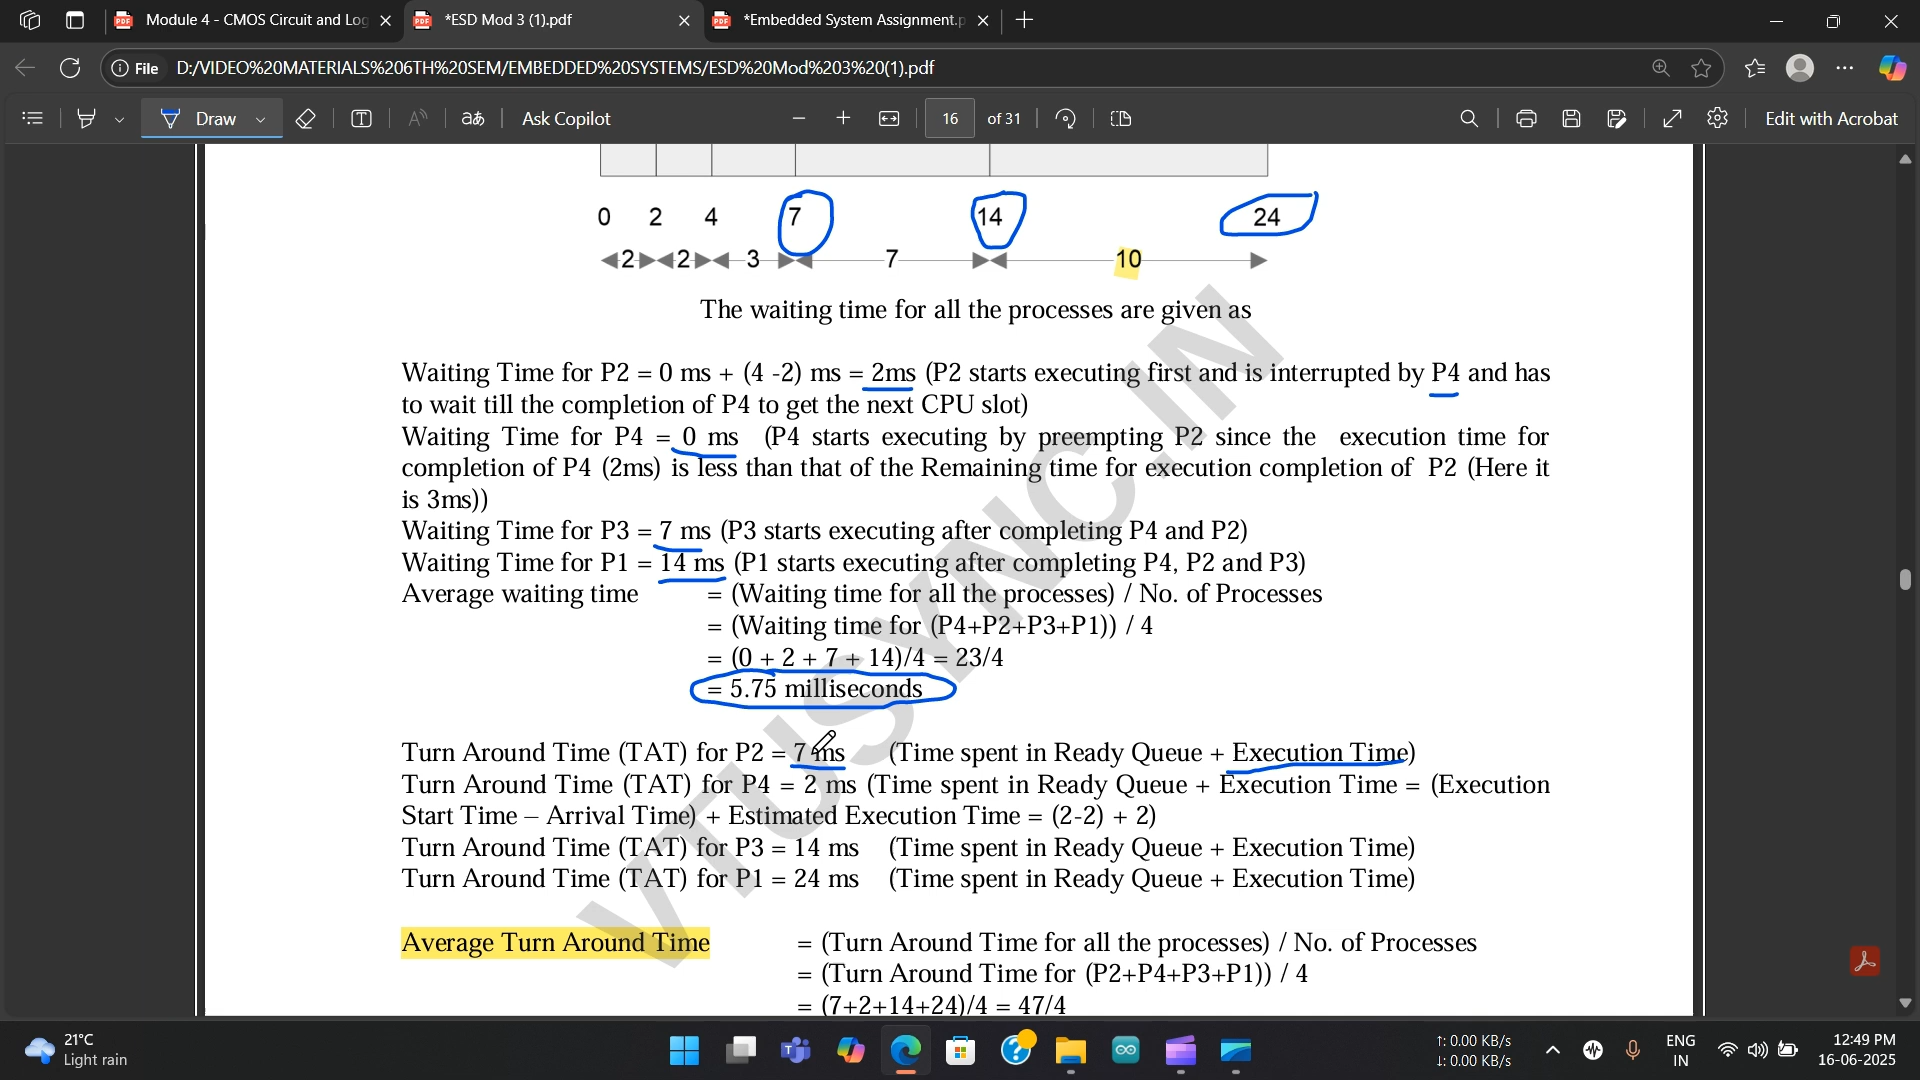 Module 4 - CMOS Circuit and Log
*ESD Mod 3 (1).pdf
*Embedded System Assignment.p
File
D:/VIDEO%20MATERIALS%206TH%20SEM/EMBEDDED%20SYSTEMS/ESD%20Mod%203%20(1).pdf
Draw
Ask Copilot
16 of 31
Edit with Acrobat
0 2 4 7 14 24
2 2 3 7 10
The waiting time for all the processes are given as
Waiting Time for P2 = 0 ms + (4 -2) ms = 2ms (P2 starts executing first and is interrupted by P4 and has
to wait till the completion of P4 to get the next CPU slot)
Waiting Time for P4 = 0 ms (P4 starts executing by preempting P2 since the execution time for
completion of P4 (2ms) is less than that of the Remaining time for execution completion of P2 (Here it
is 3ms))
Waiting Time for P3 = 7 ms (P3 starts executing after completing P4 and P2)
Waiting Time for P1 = 14 ms (P1 starts executing after completing P4, P2 and P3)
Average waiting time = (Waiting time for all the processes) / No. of Processes
= (Waiting time for (P4+P2+P3+P1)) / 4
= (0 + 2 + 7 + 14)/4 = 23/4
= 5.75 milliseconds
Turn Around Time (TAT) for P2 = 7 ms (Time spent in Ready Queue + Execution Time)
Turn Around Time (TAT) for P4 = 2 ms (Time spent in Ready Queue + Execution Time = (Execution
Start Time – Arrival Time) + Estimated Execution Time = (2-2) + 2)
Turn Around Time (TAT) for P3 = 14 ms (Time spent in Ready Queue + Execution Time)
Turn Around Time (TAT) for P1 = 24 ms (Time spent in Ready Queue + Execution Time)
Average Turn Around Time = (Turn Around Time for all the processes) / No. of Processes
= (Turn Around Time for (P2+P4+P3+P1)) / 4
= (7+2+14+24)/4 = 47/4
VTUSYNC.IN
21°C
Light rain
↑: 0.00 KB/s
↓: 0.00 KB/s
ENG
IN
12:49 PM
16-06-2025